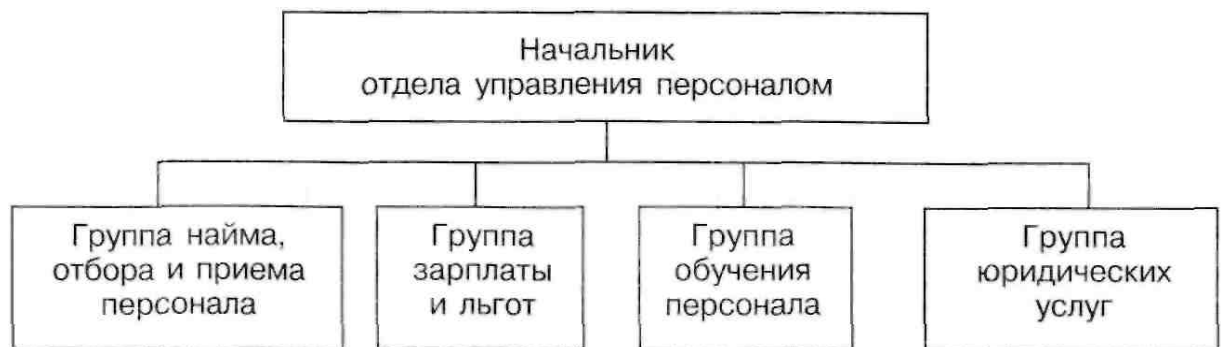 Начальник
отдела управления персоналом
Группа найма,
отбора и приема
персонала
Группа
зарплаты
и льгот
Группа
обучения
персонала
Группа
юридических
услуг